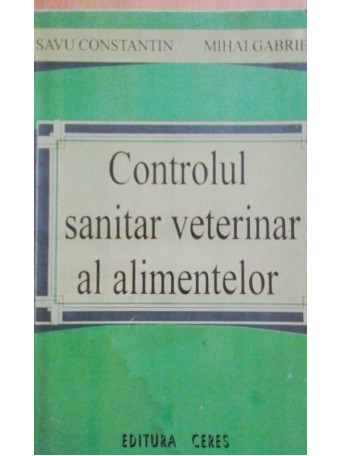 SAVU CONSTANTIN MIHAI GABRIE
Controlul
sanitar veterinar
al alimentelor
EDITURA CERES